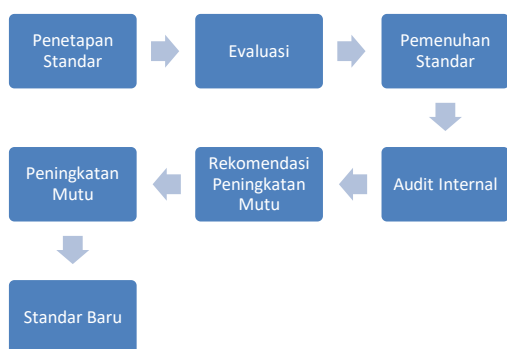 Penetapan
Standar
Evaluasi
Pemenuhan
Standar
Audit Internal
Rekomendasi
Peningkatan
Mutu
Peningkatan
Mutu
Standar Baru